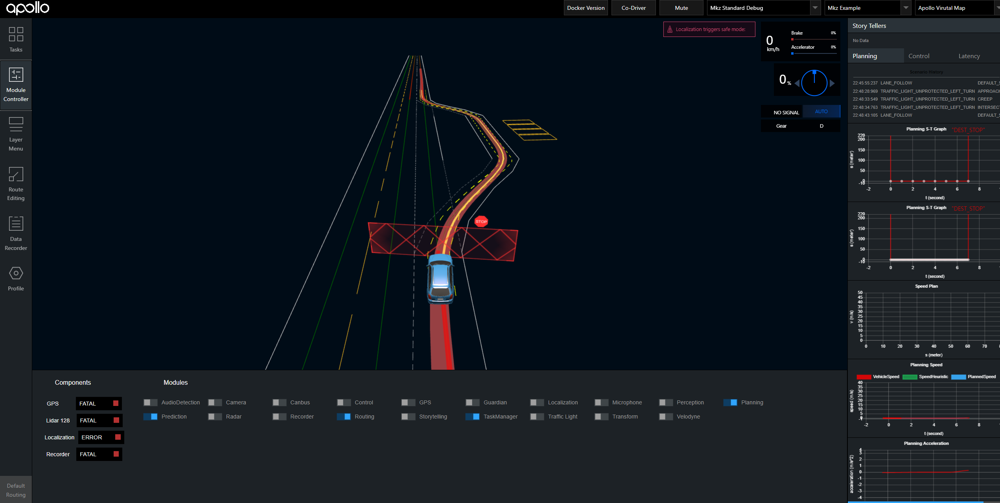 apollo
Docker Version
Co-Driver
Mute
Mkz Standard Debug
Mkz Example
Apollo Virutal Map
Tasks
Module
Controller
Layer
Menu
Route
Editing
Data
Recorder
Profile
Default
Routing
Localization triggers safe mode:
0
km/h
Brake 0%
Accelerator 0%
0 %
NO SIGNAL AUTO
Gear D
STOP
Components
GPS FATAL
Lidar 128 FATAL
Localization ERROR
Recorder FATAL
Modules
AudioDetection Camera Canbus Control GPS Guardian Localization Microphone Perception Planning
Prediction Radar Recorder Routing Storytelling TaskManager Traffic Light Transform Velodyne
Story Tellers
No Data
Planning Control Latency
Scenario History
22:45:55:237 LANE_FOLLOW DEFAULT_S
22:48:28:969 TRAFFIC_LIGHT_UNPROTECTED_LEFT_TURN APPROACH
22:48:33:549 TRAFFIC_LIGHT_UNPROTECTED_LEFT_TURN CREEP
22:48:34:763 TRAFFIC_LIGHT_UNPROTECTED_LEFT_TURN INTERSECT
22:48:43:105 LANE_FOLLOW DEFAULT_S
Planning S-T Graph "DEST_STOP"
s (meter)
220
200
150
100
50
0
-10
-2 0 2 4 6 8
t (second)
Planning S-T Graph "DEST_STOP"
s (meter)
220
200
150
100
50
0
-10
-2 0 2 4 6 8
t (second)
Speed Plan
v (m/s)
50
45
40
35
30
25
20
15
10
5
0
0 10 20 30 40 50 60 70
s (meter)
Planning Speed
VehicleSpeed SpeedHeuristic PlannedSpeed
speed (m/s)
40
35
30
25
20
15
10
5
0
-1
-2 0 2 4 6 8
t (second)
Planning Acceleration
acceleration (m/s^2)
4
3
2
1
0
-1
-2
-3
-4